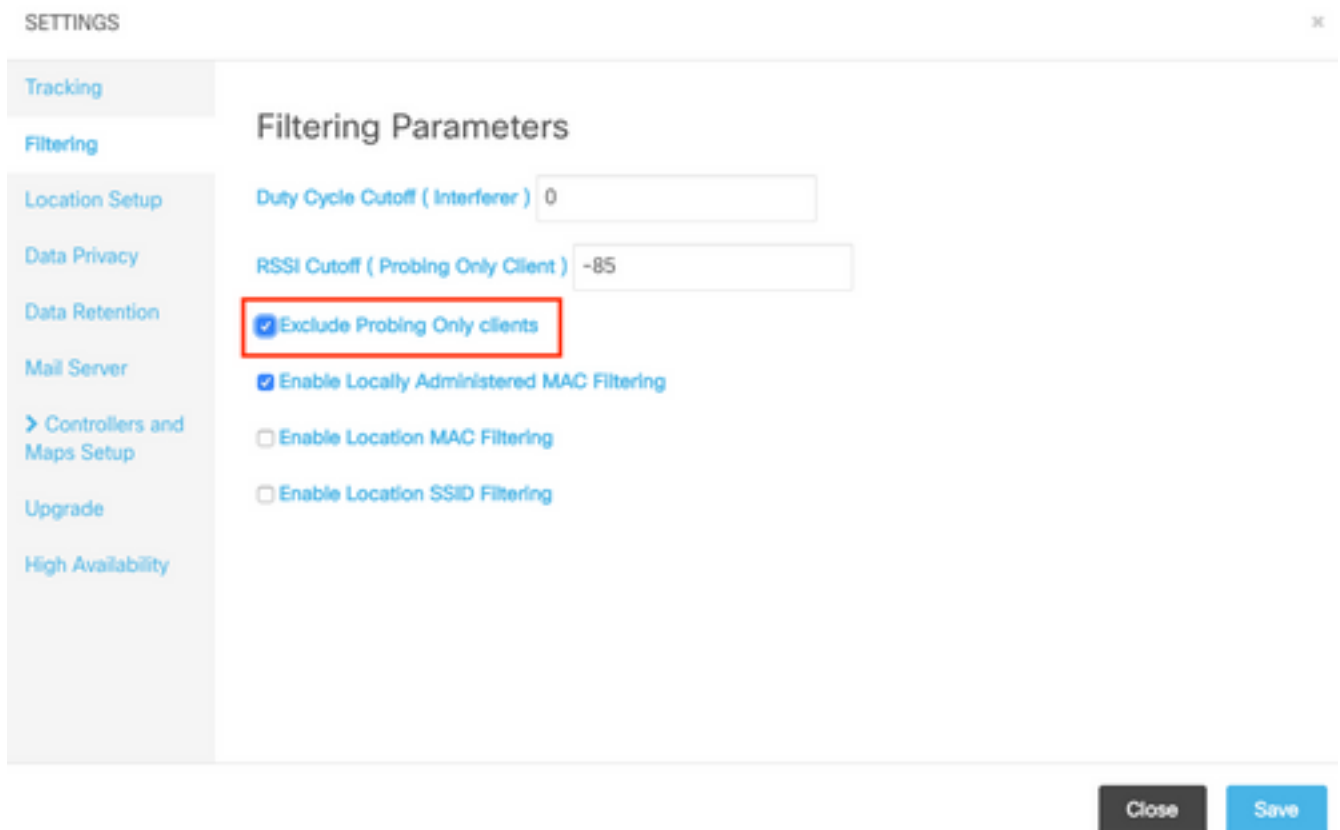 SETTINGS
×
Tracking
Filtering
Location Setup
Data Privacy
Data Retention
Mail Server
Controllers and
Maps Setup
Upgrade
High Availability
Filtering Parameters
Duty Cycle Cutoff ( Interferer ) 0
RSSI Cutoff ( Probing Only Client ) -85
Exclude Probing Only clients
Enable Locally Administered MAC Filtering
Enable Location MAC Filtering
Enable Location SSID Filtering
Close
Save